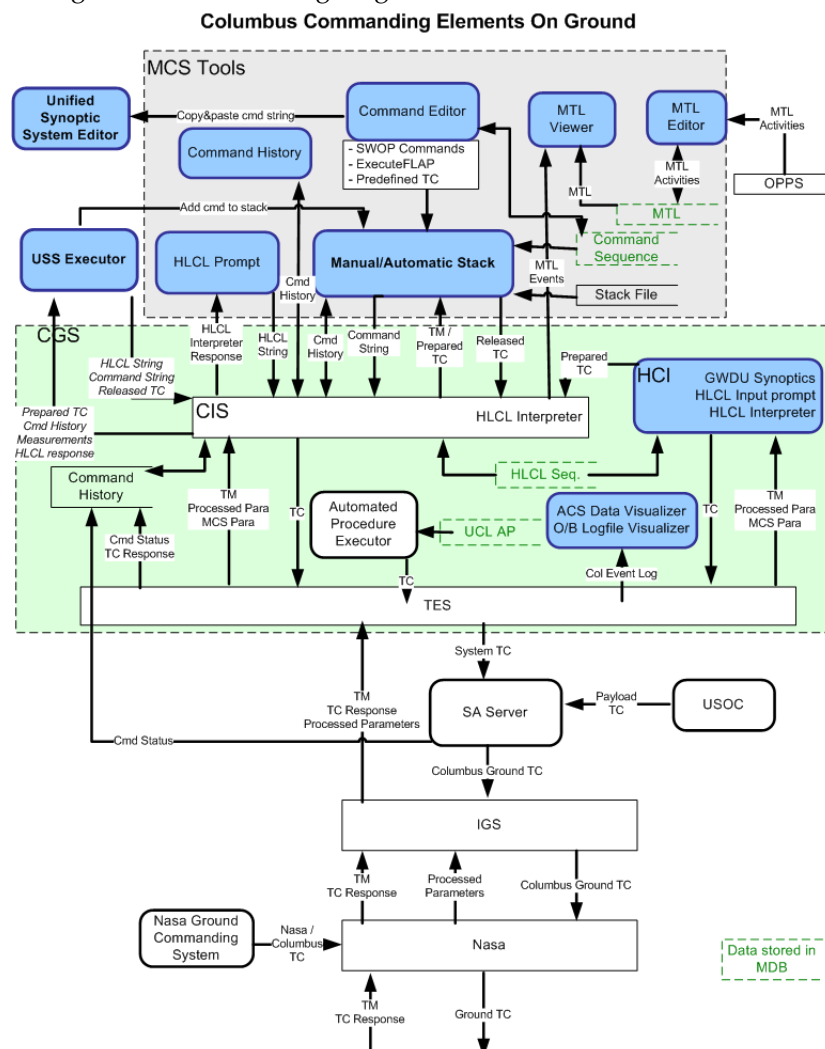 Columbus Commanding Elements On Ground
MCS Tools
Unified
Synoptic
System Editor
Copy&paste cmd string
Command Editor
- SWOP Commands
- ExecuteFLAP
- Predefined TC
Command History
MTL
Viewer
MTL
Editor
MTL
Activities
OPPS
MTL
MTL
Activities
MTL
Add cmd to stack
USS Executor
HLCL Prompt
Manual/Automatic Stack
Command
Sequence
Stack File
Cmd
History
MTL
Events
CGS
HLCL
Interpreter
Response
HLCL
String
Cmd
History
Command
String
TM /
Prepared
TC
Released
TC
Prepared
TC
HCI
GWDU Synoptics
HLCL Input prompt
HLCL Interpreter
HLCL String
Command String
Released TC
CIS
HLCL Interpreter
Prepared TC
Cmd History
Measurements
HLCL response
Command
History
HLCL Seq.
TM
Processed Para
MCS Para
TC
Automated
Procedure
Executor
UCL AP
ACS Data Visualizer
O/B Logfile Visualizer
TC
TM
Processed Para
MCS Para
Cmd Status
TC Response
TC
Col Event Log
TES
System TC
TM
TC Response
Processed Parameters
SA Server
Payload
TC
USOC
Cmd Status
Columbus Ground TC
IGS
TM
TC Response
Processed
Parameters
Columbus Ground TC
Nasa Ground
Commanding
System
Nasa /
Columbus
TC
Nasa
Data stored in
MDB
TM
TC Response
Ground TC